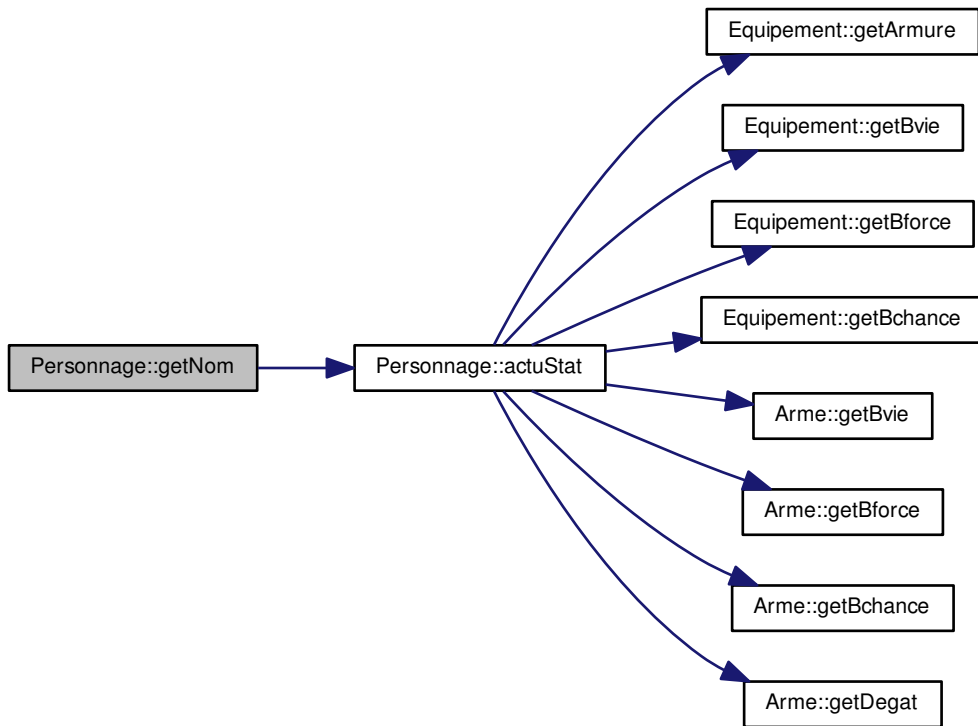 Equipement::getArmure
Equipement::getBvie
Equipement::getBforce
Equipement::getBchance
Personnage::getNom
Personnage::actuStat
Arme::getBvie
Arme::getBforce
Arme::getBchance
Arme::getDegat